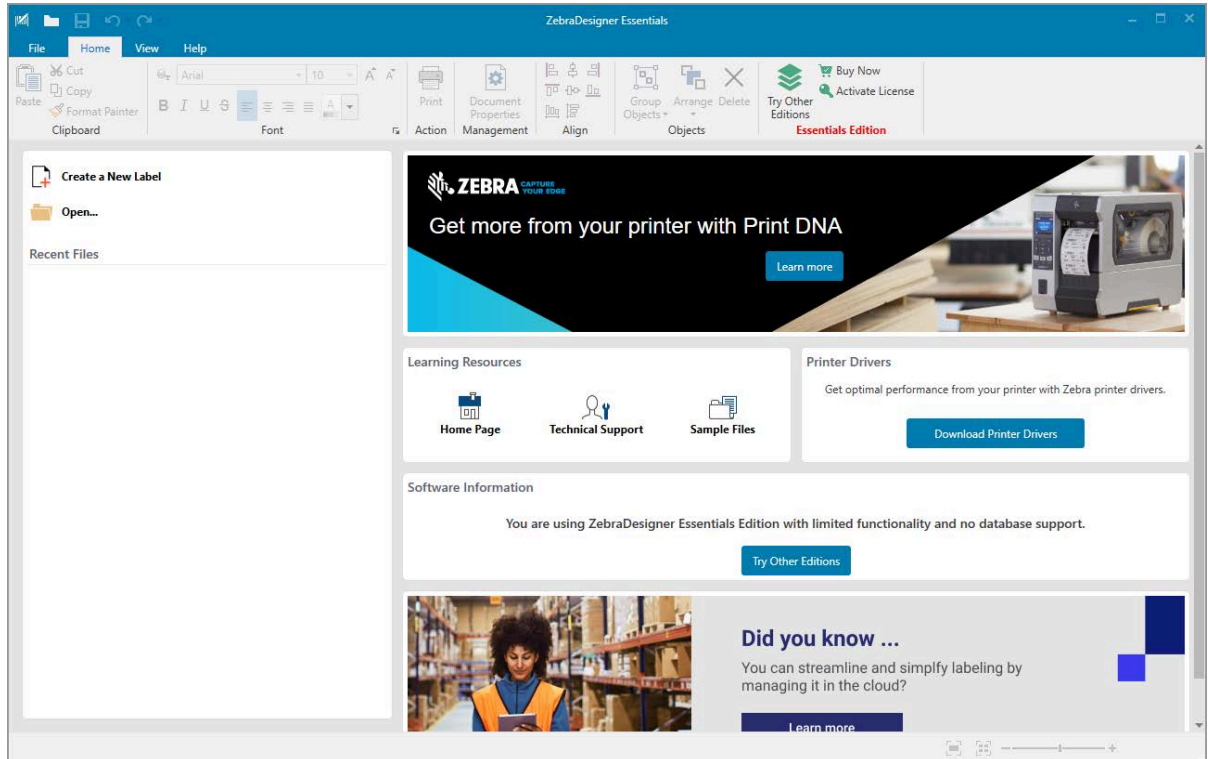 ZebraDesigner Essentials
File Home View Help
Paste
Cut
Copy
Format Painter
Clipboard
Arial 10
B I U S
Font
Print
Action
Document
Properties
Management
Align
Group
Objects
Arrange
Delete
Objects
Try Other
Editions
Buy Now
Activate License
Essentials Edition
Create a New Label
Open...
Recent Files
ZEBRA CAPTURE
YOUR EDGE
Get more from your printer with Print DNA
Learn more
Learning Resources
Home Page
Technical Support
Sample Files
Printer Drivers
Get optimal performance from your printer with Zebra printer drivers.
Download Printer Drivers
Software Information
You are using ZebraDesigner Essentials Edition with limited functionality and no database support.
Try Other Editions
Did you know ...
You can streamline and simplfy labeling by
managing it in the cloud?
Learn more